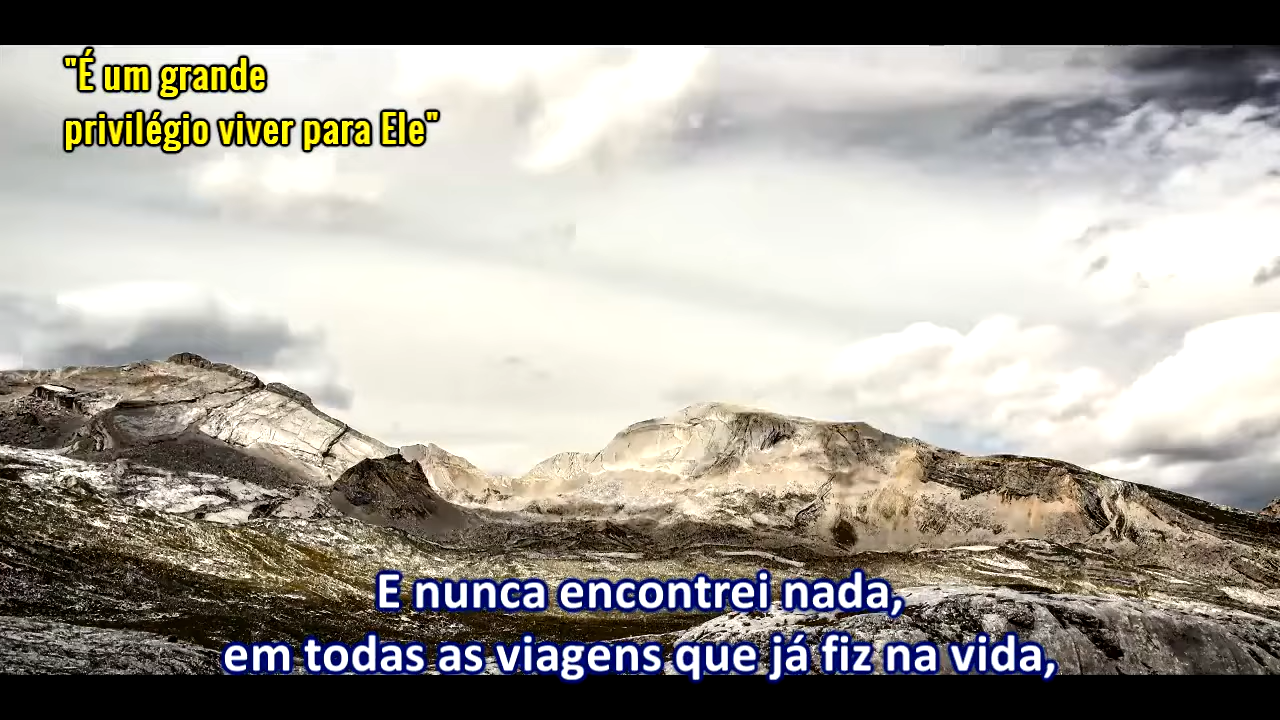 "É um grande
privilégio viver para Ele"
E nunca encontrei nada,
em todas as viagens que já fiz na vida,